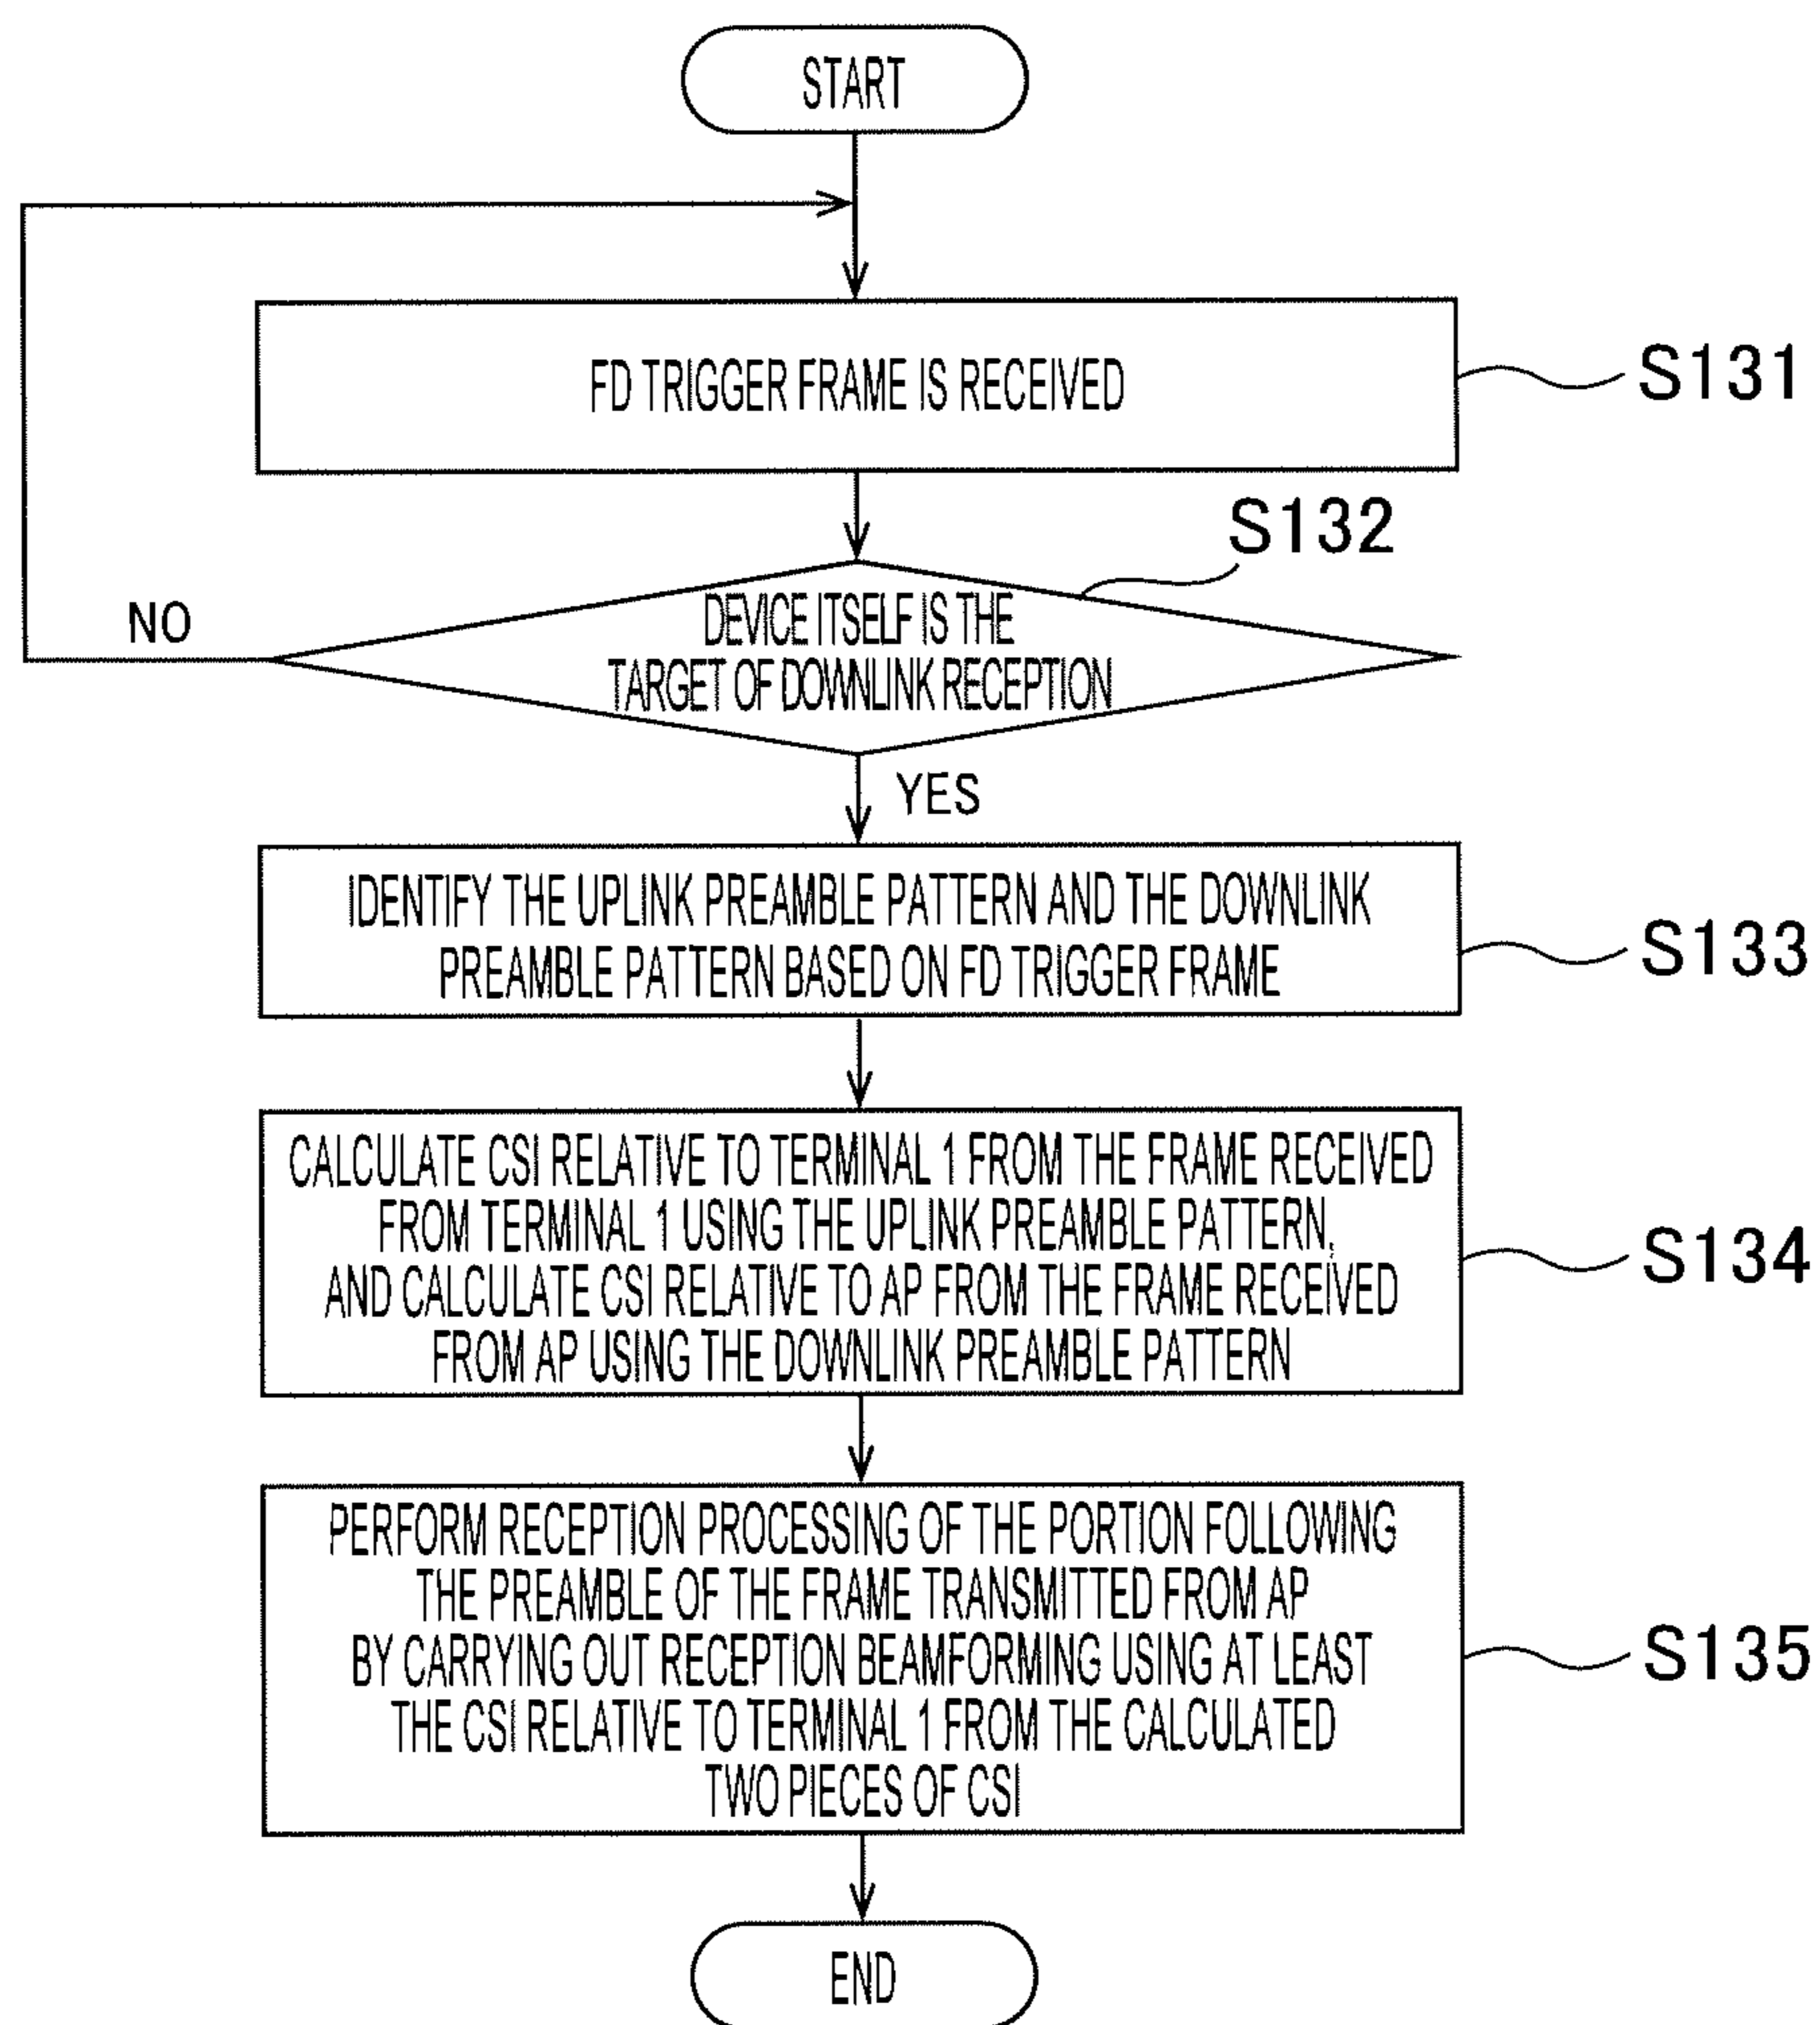 START
FD TRIGGER FRAME IS RECEIVED
S131
S132
DEVICE ITSELF IS THE
TARGET OF DOWNLINK RECEPTION
NO
YES
IDENTIFY THE UPLINK PREAMBLE PATTERN AND THE DOWNLINK
PREAMBLE PATTERN BASED ON FD TRIGGER FRAME
S133
CALCULATE CSI RELATIVE TO TERMINAL 1 FROM THE FRAME RECEIVED
FROM TERMINAL 1 USING THE UPLINK PREAMBLE PATTERN,
AND CALCULATE CSI RELATIVE TO AP FROM THE FRAME RECEIVED
FROM AP USING THE DOWNLINK PREAMBLE PATTERN
S134
PERFORM RECEPTION PROCESSING OF THE PORTION FOLLOWING
THE PREAMBLE OF THE FRAME TRANSMITTED FROM AP
BY CARRYING OUT RECEPTION BEAMFORMING USING AT LEAST
THE CSI RELATIVE TO TERMINAL 1 FROM THE CALCULATED
TWO PIECES OF CSI
S135
END